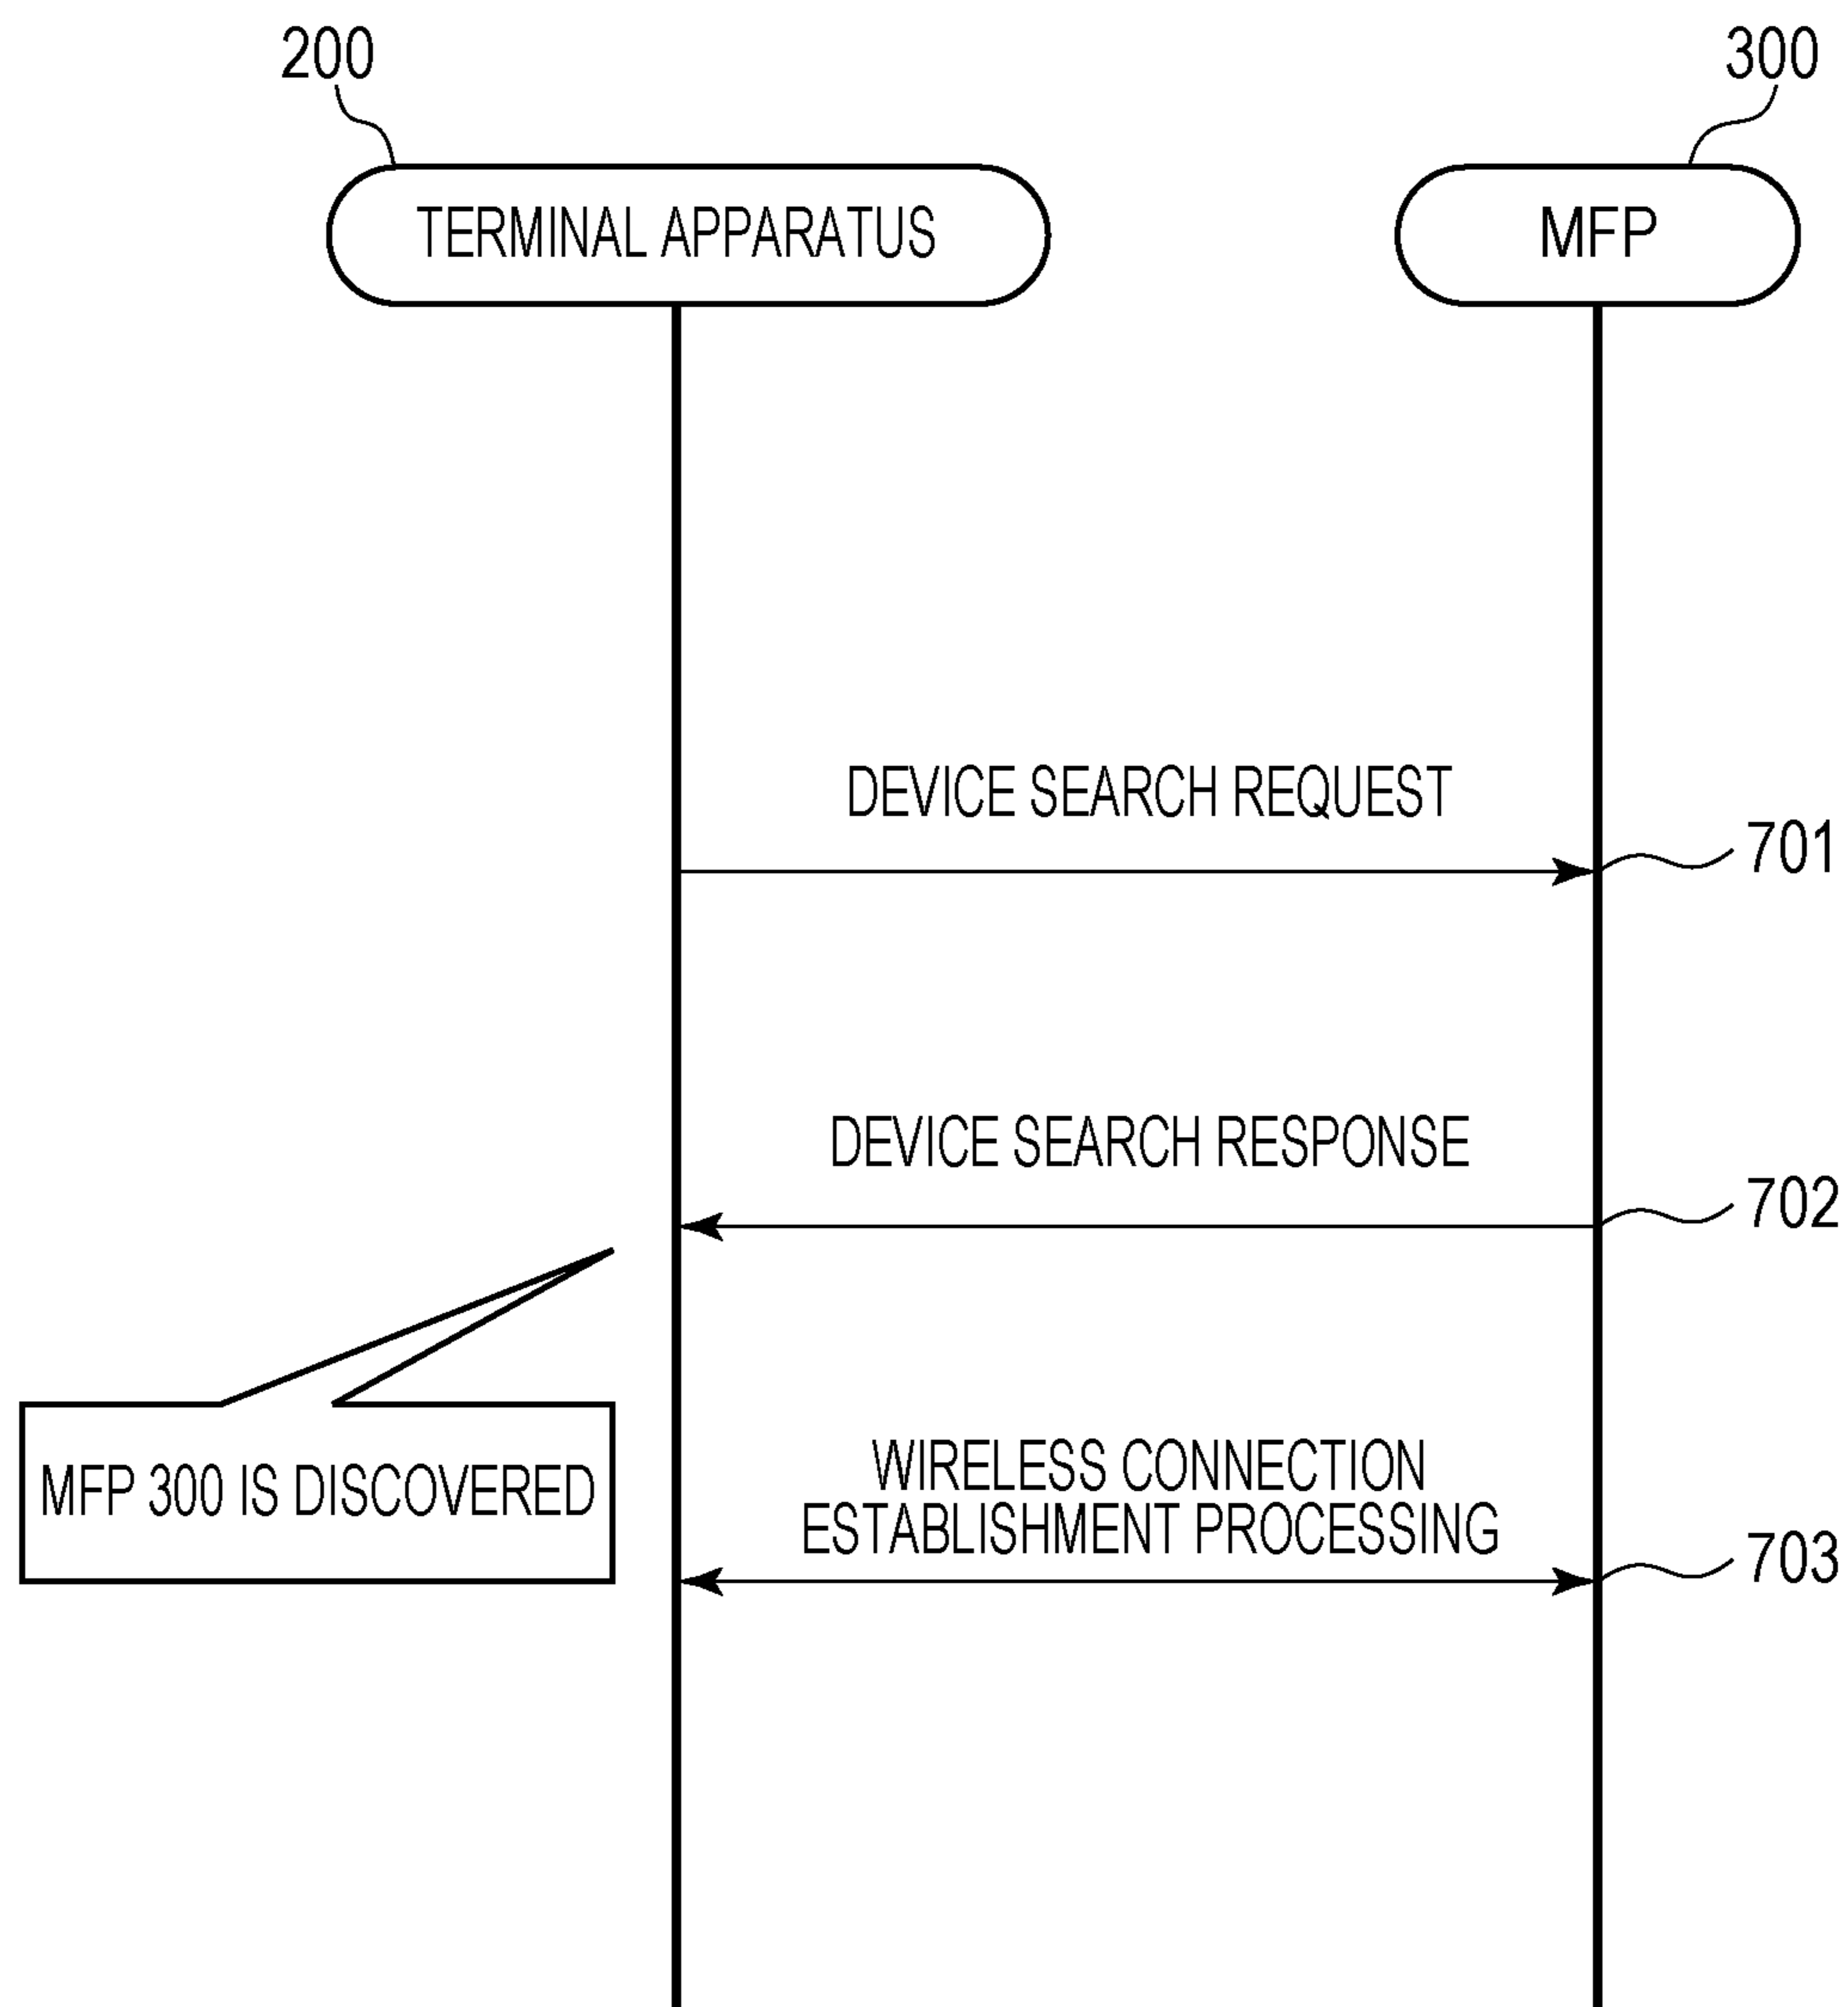 200
300
TERMINAL APPARATUS
MFP
DEVICE SEARCH REQUEST
701
DEVICE SEARCH RESPONSE
702
MFP 300 IS DISCOVERED
WIRELESS CONNECTION
ESTABLISHMENT PROCESSING
703